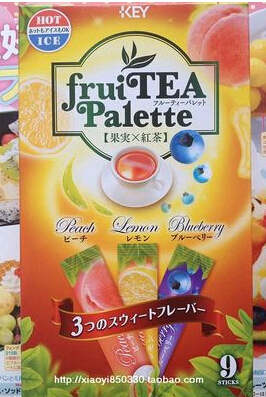 KEY
HOT
ホットもアイスもOK
ICE
fruiTEA
Palette
フルーティーパレット
【果実×紅茶】
Peach Lemon Blueberry
ピーチ レモン ブルーベリー
3つのスウィートフレーバー
9
STICKS
http://xiaoyi850330.taobao.com